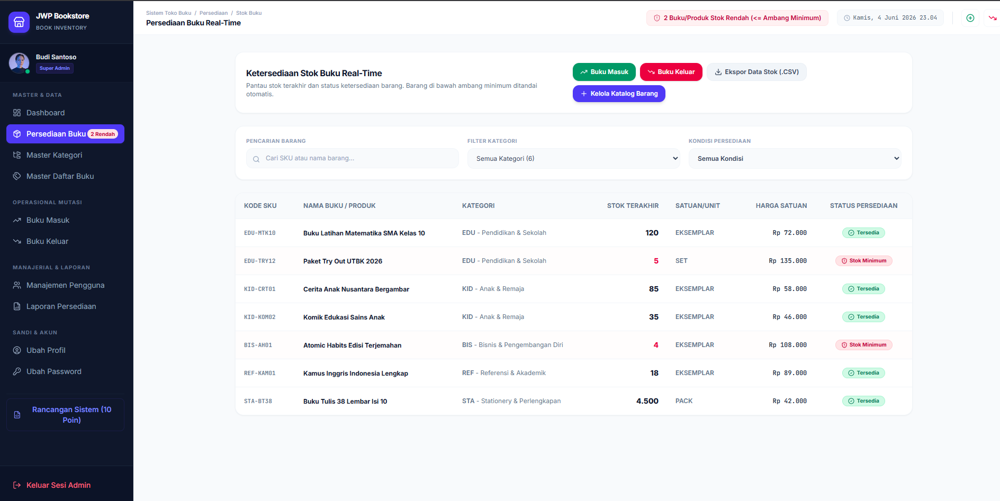 JWP Bookstore
BOOK INVENTORY
Budi Santoso
Super Admin
MASTER & DATA
Dashboard
Persediaan Buku 2 Rendah
Master Kategori
Master Daftar Buku
OPERASIONAL MUTASI
Buku Masuk
Buku Keluar
MANAJERIAL & LAPORAN
Manajemen Pengguna
Laporan Persediaan
SANDI & AKUN
Ubah Profil
Ubah Password
Rancangan Sistem (10
Poin)
Keluar Sesi Admin
Sistem Toko Buku / Persediaan / Stok Buku
Persediaan Buku Real-Time
2 Buku/Produk Stok Rendah (<= Ambang Minimum)
Kamis, 4 Juni 2026 23.04
Ketersediaan Stok Buku Real-Time
Pantau stok terakhir dan status ketersediaan barang. Barang di bawah ambang minimum ditandai
otomatis.
Buku Masuk
Buku Keluar
Ekspor Data Stok (.CSV)
Kelola Katalog Barang
PENCARIAN BARANG
Cari SKU atau nama barang...
FILTER KATEGORI
Semua Kategori (6)
KONDISI PERSEDIAAN
Semua Kondisi
KODE SKU NAMA BUKU / PRODUK KATEGORI STOK TERAKHIR SATUAN/UNIT HARGA SATUAN STATUS PERSEDIAAN
EDU-MTK10 Buku Latihan Matematika SMA Kelas 10 EDU - Pendidikan & Sekolah 120 EKSEMPLAR Rp 72.000 Tersedia
EDU-TRY12 Paket Try Out UTBK 2026 EDU - Pendidikan & Sekolah 5 SET Rp 135.000 Stok Minimum
KID-CRT01 Cerita Anak Nusantara Bergambar KID - Anak & Remaja 85 EKSEMPLAR Rp 58.000 Tersedia
KID-KOM02 Komik Edukasi Sains Anak KID - Anak & Remaja 35 EKSEMPLAR Rp 46.000 Tersedia
BIS-AH01 Atomic Habits Edisi Terjemahan BIS - Bisnis & Pengembangan Diri 4 EKSEMPLAR Rp 108.000 Stok Minimum
REF-KAM01 Kamus Inggris Indonesia Lengkap REF - Referensi & Akademik 18 EKSEMPLAR Rp 89.000 Tersedia
STA-BT38 Buku Tulis 38 Lembar Isi 10 STA - Stationery & Perlengkapan 4.500 PACK Rp 42.000 Tersedia